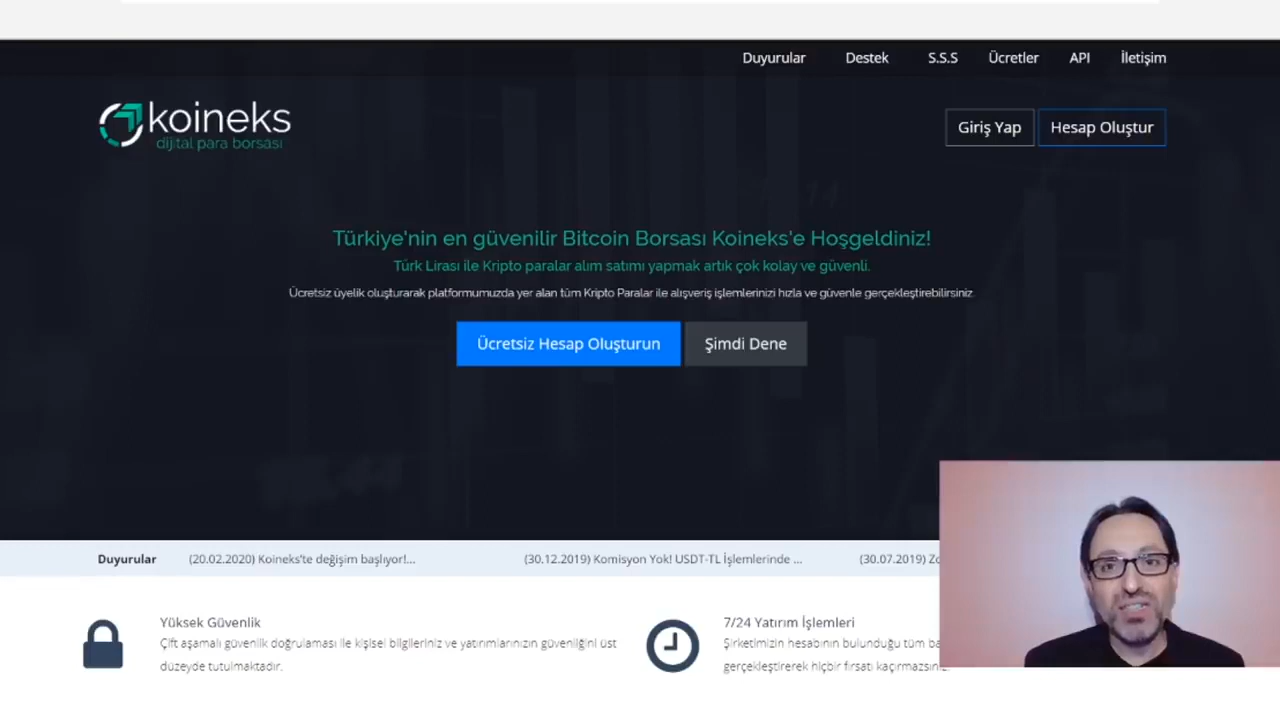 Duyurular Destek S.S.S Ücretler API İletişim
koineks
dijital para borsası
Giriş Yap Hesap Oluştur
Türkiye'nin en güvenilir Bitcoin Borsası Koineks'e Hoşgeldiniz!
Türk Lirası ile Kripto paralar alım satımı yapmak artık çok kolay ve güvenli.
Ücretsiz üyelik oluşturarak platformumuzda yer alan tüm Kripto Paralar ile alışveriş işlemlerinizi hızla ve güvenle gerçekleştirebilirsiniz
Ücretsiz Hesap Oluşturun Şimdi Dene
Duyurular (20.02.2020) Koineks'te değişim başlıyor!... (30.12.2019) Komisyon Yok! USDT-TL İşlemlerinde ... (30.07.2019)
Yüksek Güvenlik
Çift aşamalı güvenlik doğrulaması ile kişisel bilgileriniz ve yatırımlarınızın güvenliğini üst
düzeyde tutulmaktadır.
7/24 Yatırım İşlemleri
Şirketimizin hesabının bulunduğu tüm
gerçekleştirerek hiçbir fırsatı kaçırmazsınız.